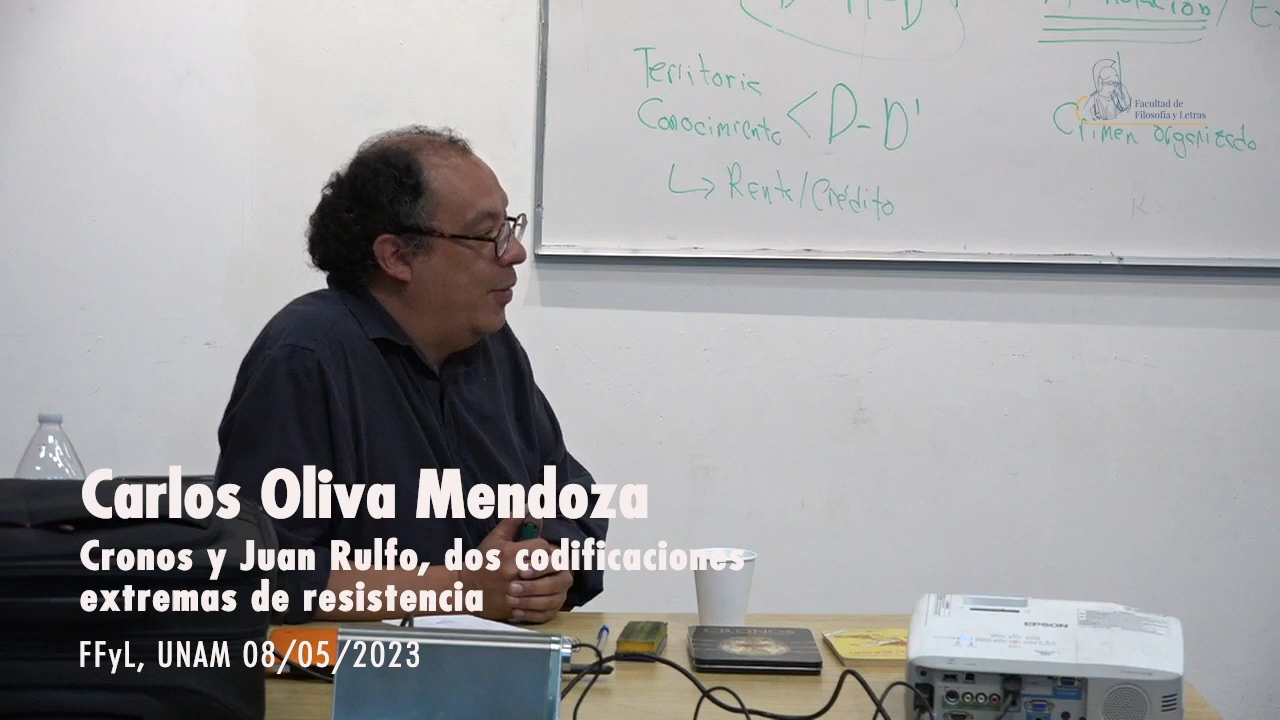 Territorio
Conocimiento < D-D'
↳ Renta/Crédito
Facultad de
Filosofía y Letras
Crimen organizado
Carlos Oliva Mendoza
Cronos y Juan Rulfo, dos codificaciones
extremas de resistencia
FFyL, UNAM 08/05/2023
CRONOS
EPSON